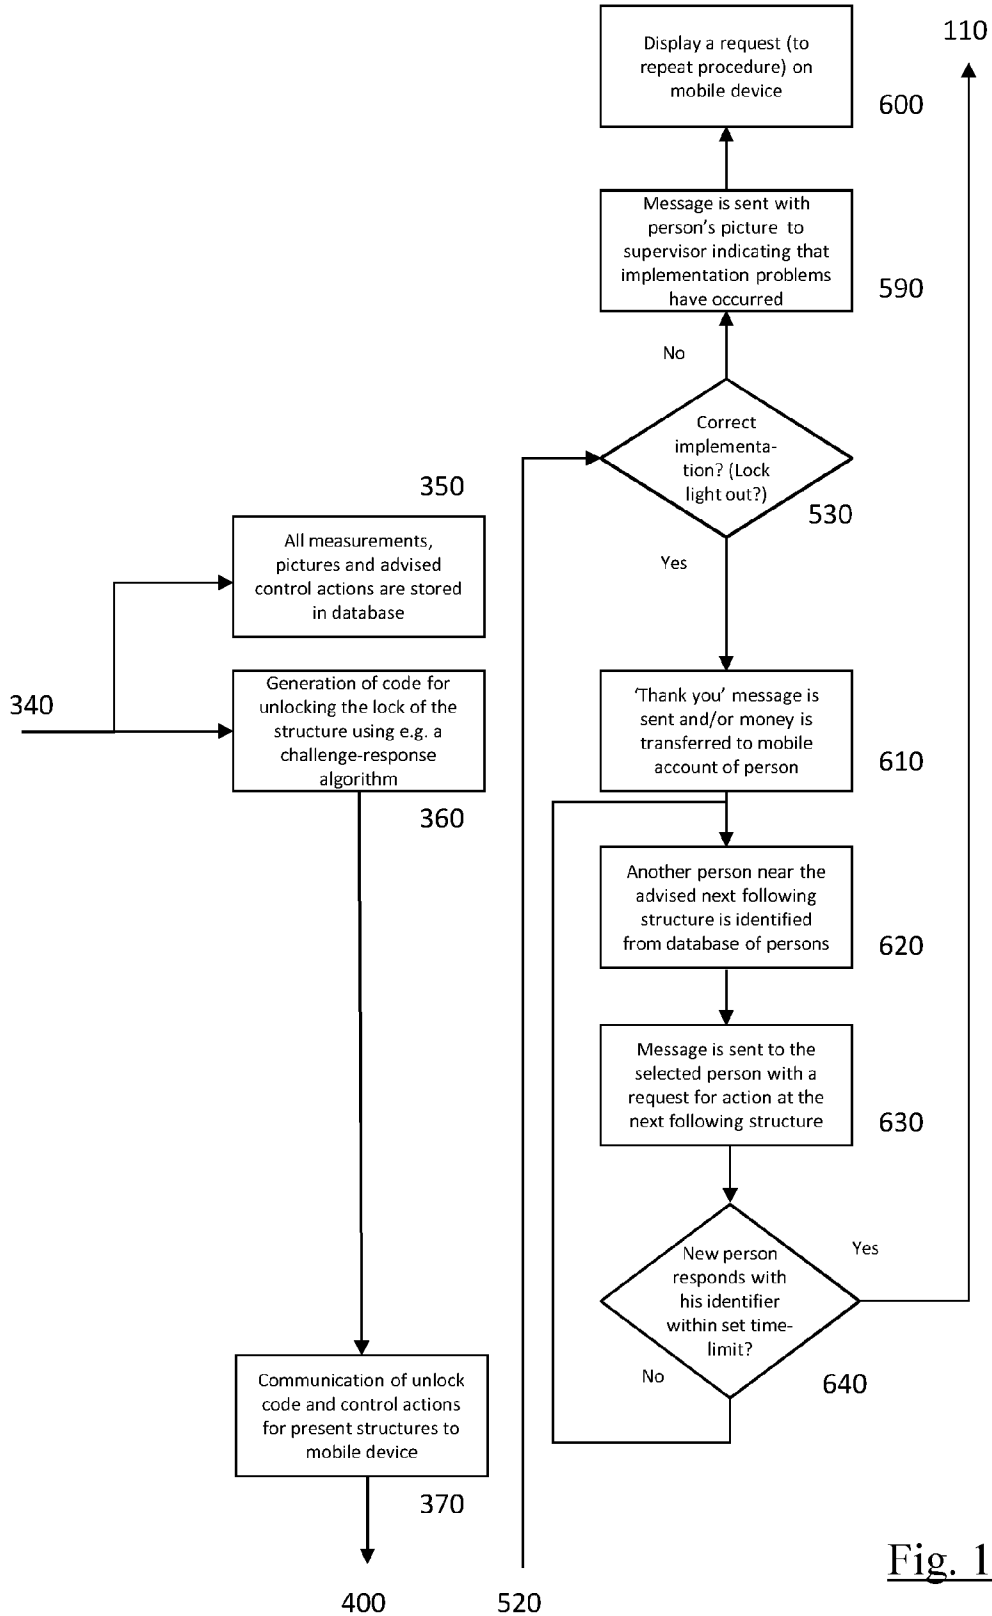 110
Display a request (to
repeat procedure) on
mobile device
600
Message is sent with
person's picture to
supervisor indicating that
implementation problems
have occurred
590
No
Correct
implementa-
tion? (Lock
light out?)
530
Yes
350
All measurements,
pictures and advised
control actions are stored
in database
340
Generation of code for
unlocking the lock of the
structure using e.g. a
challenge-response
algorithm
360
‘Thank you’ message is
sent and/or money is
transferred to mobile
account of person
610
Another person near the
advised next following
structure is identified
from database of persons
620
Message is sent to the
selected person with a
request for action at the
next following structure
630
New person
responds with
his identifier
within set time-
limit?
Yes
No
640
Communication of unlock
code and control actions
for present structures to
mobile device
370
400
520
Fig. 1